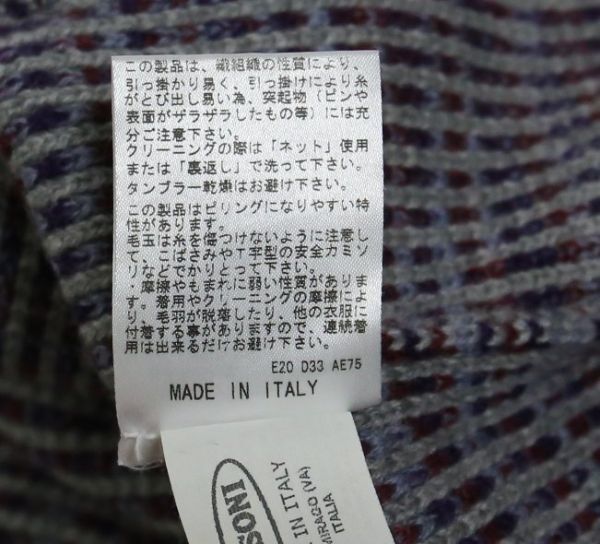 この製品は、繊組織の性質により、
引っ掛かり易く、引っ掛けにより糸
がとび出し易い為、突起物（ピンや
表面がザラザラしたもの等）には充
分ご注意下さい。
クリーニングの際は「ネット」使用
または「裏返し」で洗って下さい。
タンブラー乾燥はお避け下さい。
この製品はピリングになりやすい特
性があります。
毛玉は糸を傷つけないように注意し
て、こばさみやＴ字型の安全カミソ
リなどでかりとって下さい。
・摩擦やもまれに弱い性質がありま
す。着用やクリーニングの摩擦によ
り、毛羽が脱落したり、他の衣服に
付着する事がありますので、連続着
用は出来るだけお避け下さい。
E20 D33 AE75
MADE IN ITALY
SONI
IN ITALY
MIRAGO (VA)
ITALIA